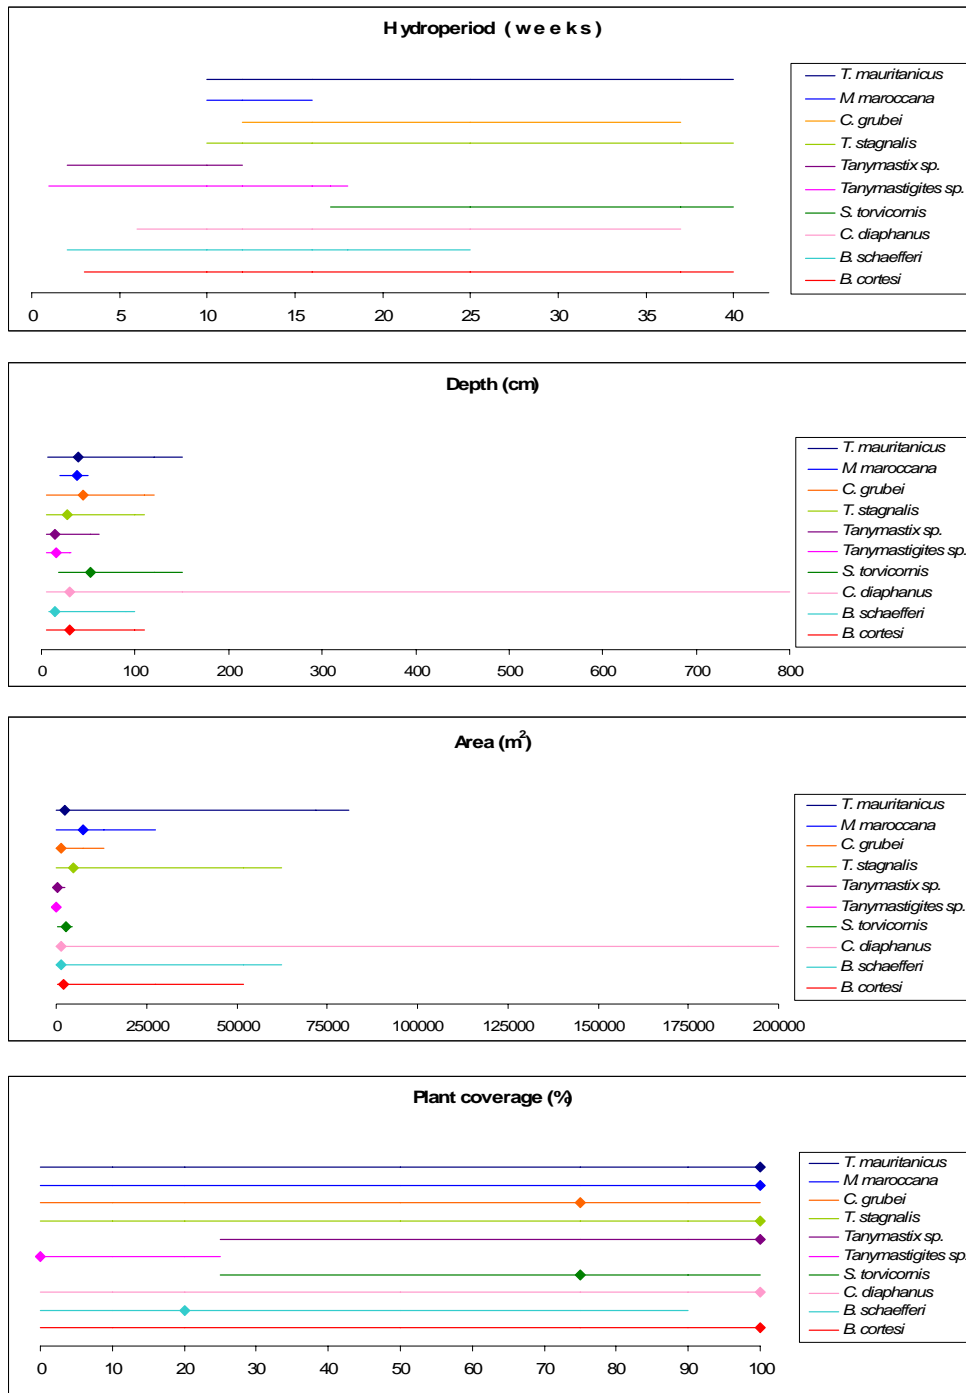 Hydroperiod (weeks)
T. mauritanicus
M maroccana
C. grubei
T. stagnalis
Tanymastix sp.
Tanymastigites sp.
S. torvicornis
C. diaphanus
B. schaefferi
B. cortesi
0 5 10 15 20 25 30 35 40
Depth (cm)
T. mauritanicus
M maroccana
C. grubei
T. stagnalis
Tanymastix sp.
Tanymastigites sp.
S. torvicornis
C. diaphanus
B. schaefferi
B. cortesi
0 100 200 300 400 500 600 700 800
Area (m²)
T. mauritanicus
M maroccana
C. grubei
T. stagnalis
Tanymastix sp.
Tanymastigites sp.
S. torvicornis
C. diaphanus
B. schaefferi
B. cortesi
0 25000 50000 75000 100000 125000 150000 175000 200000
Plant coverage (%)
T. mauritanicus
M maroccana
C. grubei
T. stagnalis
Tanymastix sp.
Tanymastigites sp.
S. torvicornis
C. diaphanus
B. schaefferi
B. cortesi
0 10 20 30 40 50 60 70 80 90 100